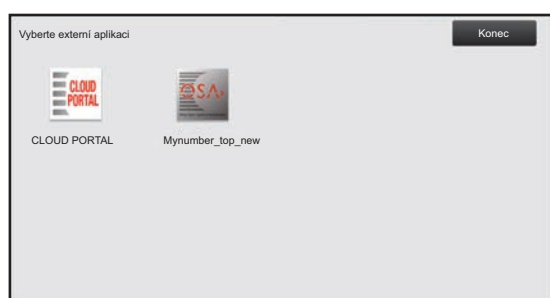 Vyberte externí aplikaci
Konec
CLOUD
PORTAL
OSA
CLOUD PORTAL
Mynumber_top_new